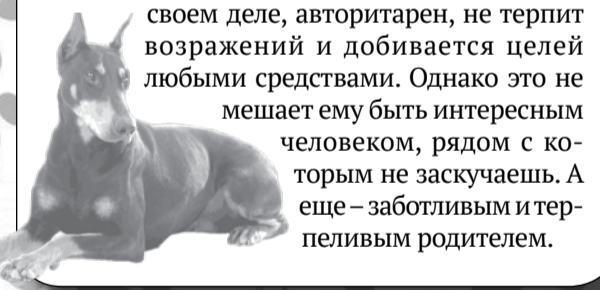 своем деле, авторитарен, не терпит
возражений и добивается целей
любыми средствами. Однако это не
мешает ему быть интересным
человеком, рядом с ко-
торым не заскучаешь. А
еще – заботливым и тер-
пеливым родителем.